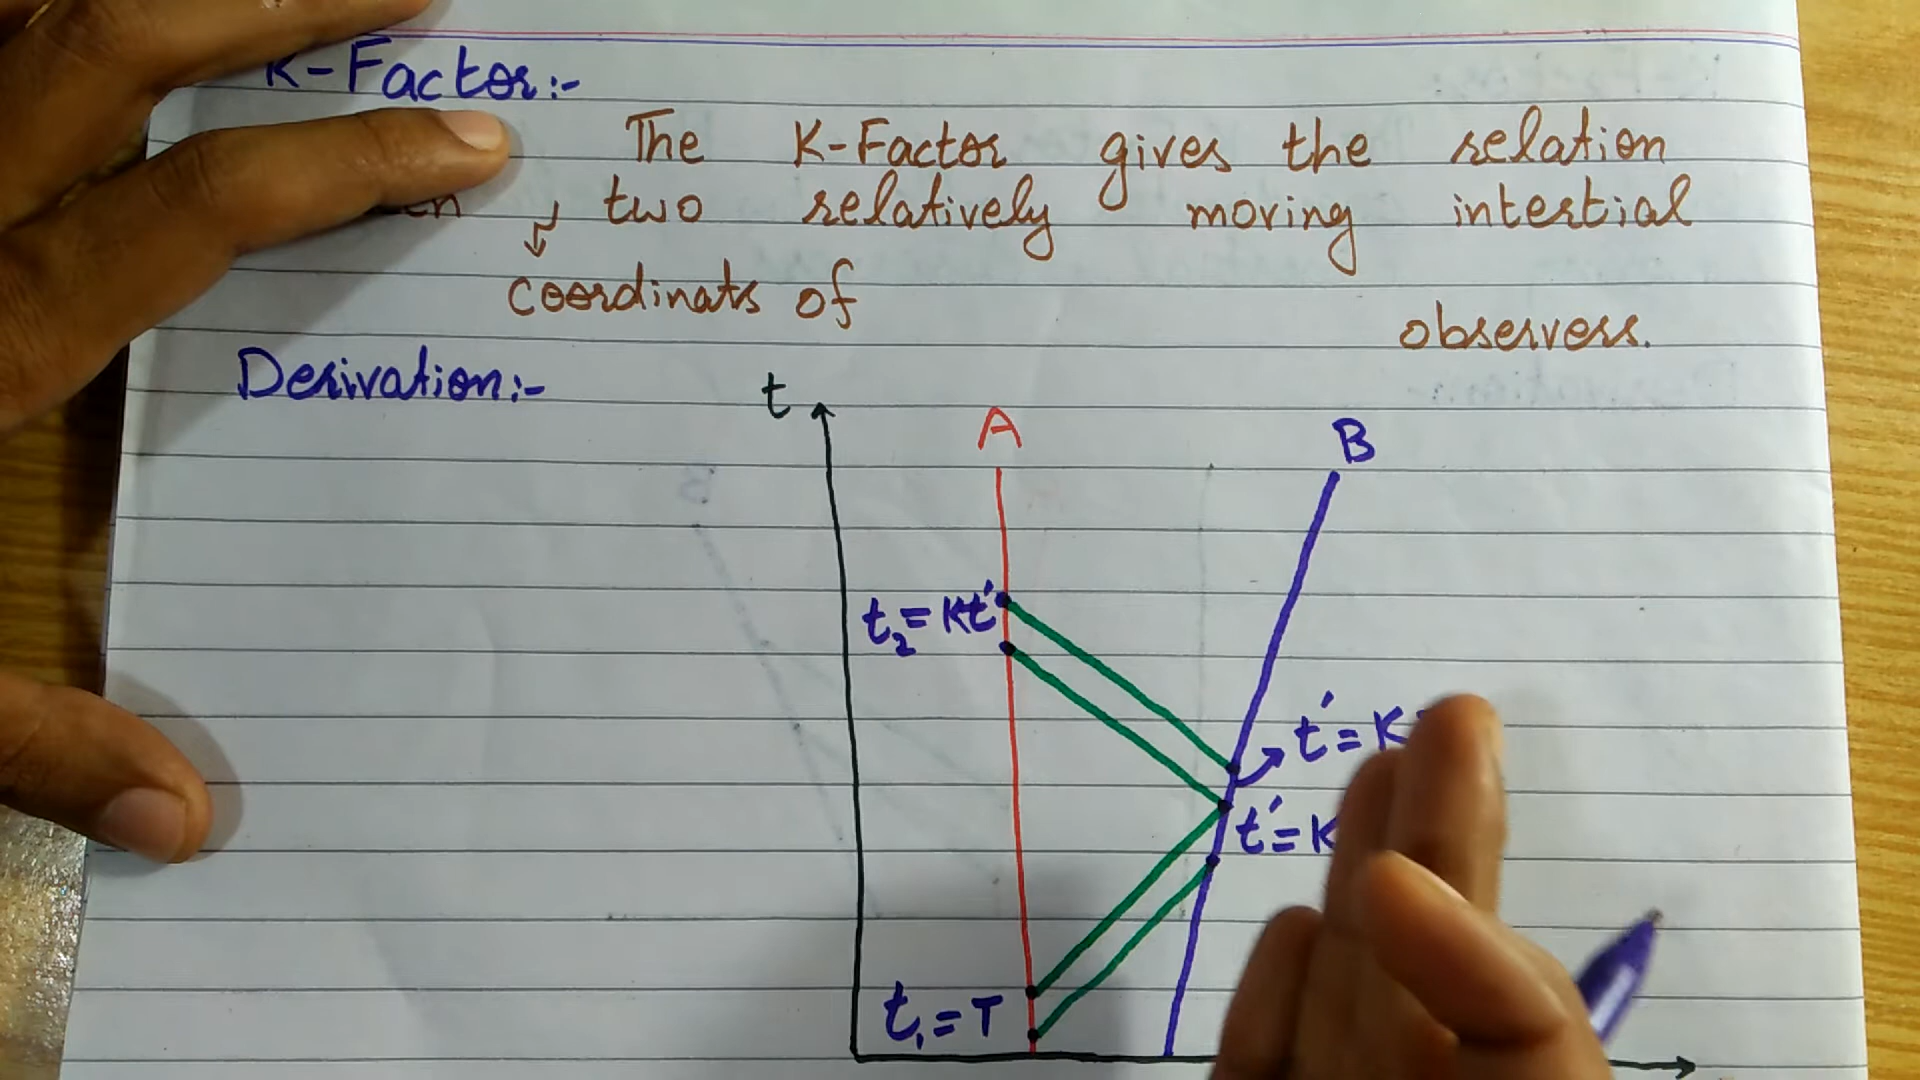 K-Factor:-
The K-Factor gives the relation
two relatively moving intertial
coordinats of
observers.
Derivation:-
t
A
B
t₂ = Kt′
t′ = K
t′ = K
t₁ = T